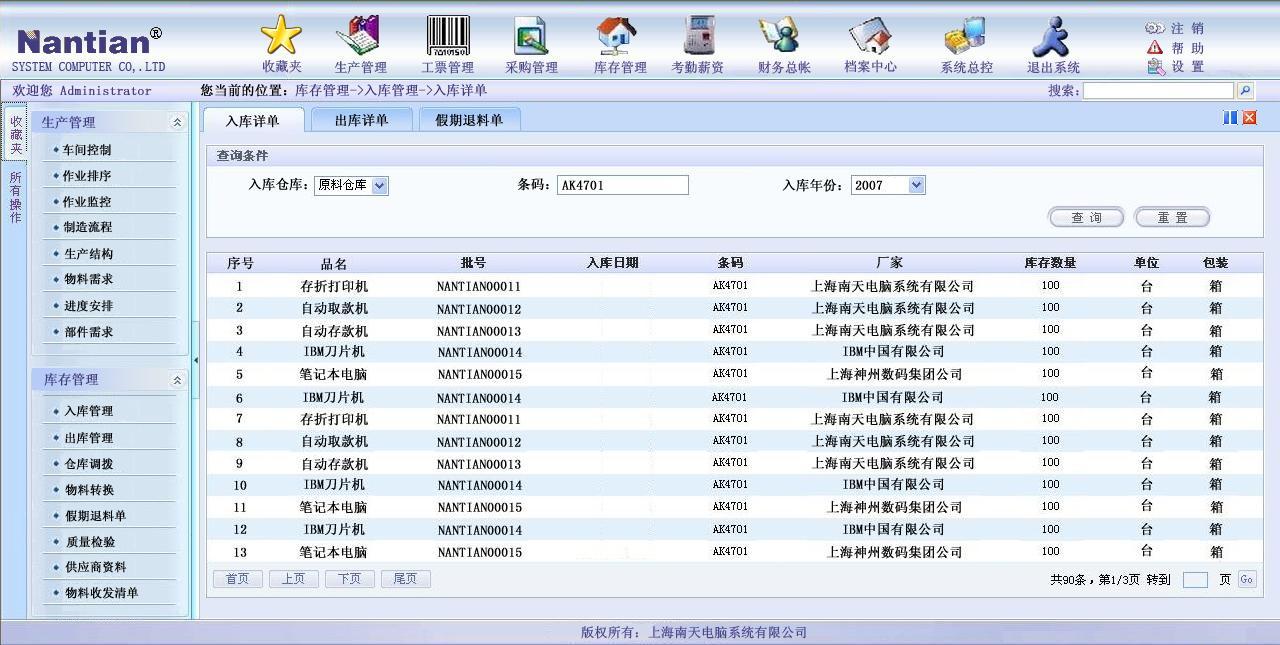 Nantian®
SYSTEM COMPUTER CO,.LTD
收藏夹 生产管理 工票管理 采购管理 库存管理 考勤薪资 财务总帐 档案中心 系统总控 退出系统
注 销
帮 助
设 置
欢迎您 Administrator
您当前的位置: 库存管理->入库管理->入库详单
搜索:
收藏夹
所有操作
生产管理
车间控制
作业排序
作业监控
制造流程
生产结构
物料需求
进度安排
部件需求
库存管理
入库管理
出库管理
仓库调拨
物料转换
假期退料单
质量检验
供应商资料
物料收发清单
入库详单 出库详单 假期退料单
查询条件
入库仓库: 原料仓库 条码: AK4701 入库年份: 2007
查 询 重 置
序号 品名 批号 入库日期 条码 厂家 库存数量 单位 包装
1 存折打印机 NANTIAN00011 AK4701 上海南天电脑系统有限公司 100 台 箱
2 自动取款机 NANTIAN00012 AK4701 上海南天电脑系统有限公司 100 台 箱
3 自动存款机 NANTIAN00013 AK4701 上海南天电脑系统有限公司 100 台 箱
4 IBM刀片机 NANTIAN00014 AK4701 IBM中国有限公司 100 台 箱
5 笔记本电脑 NANTIAN00015 AK4701 上海神州数码集团公司 100 台 箱
6 IBM刀片机 NANTIAN00014 AK4701 IBM中国有限公司 100 台 箱
7 存折打印机 NANTIAN00011 AK4701 上海南天电脑系统有限公司 100 台 箱
8 自动取款机 NANTIAN00012 AK4701 上海南天电脑系统有限公司 100 台 箱
9 自动存款机 NANTIAN00013 AK4701 上海南天电脑系统有限公司 100 台 箱
10 IBM刀片机 NANTIAN00014 AK4701 IBM中国有限公司 100 台 箱
11 笔记本电脑 NANTIAN00015 AK4701 上海神州数码集团公司 100 台 箱
12 IBM刀片机 NANTIAN00014 AK4701 IBM中国有限公司 100 台 箱
13 笔记本电脑 NANTIAN00015 AK4701 上海神州数码集团公司 100 台 箱
首页 上页 下页 尾页 共90条，第1/3页 转到 页 Go
版权所有: 上海南天电脑系统有限公司